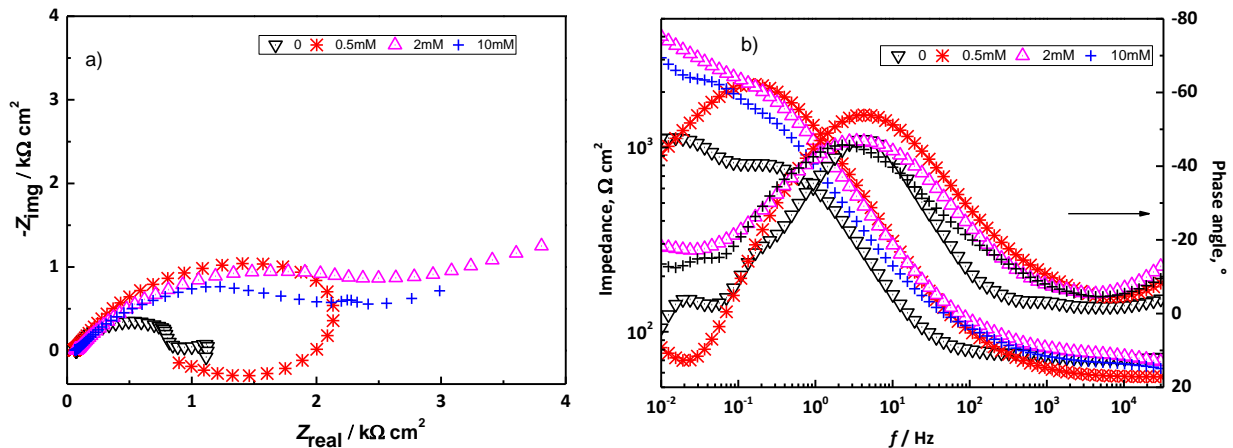 a)
0 0.5mM 2mM 10mM
-Zimg / kΩ cm²
4
3
2
1
0
0 1 2 3 4
Zreal / kΩ cm²
b)
0 0.5mM 2mM 10mM
Impedance, Ω cm²
10³
10²
10⁻² 10⁻¹ 10⁰ 10¹ 10² 10³ 10⁴
f / Hz
-80
-60
-40
-20
0
20
Phase angle, °